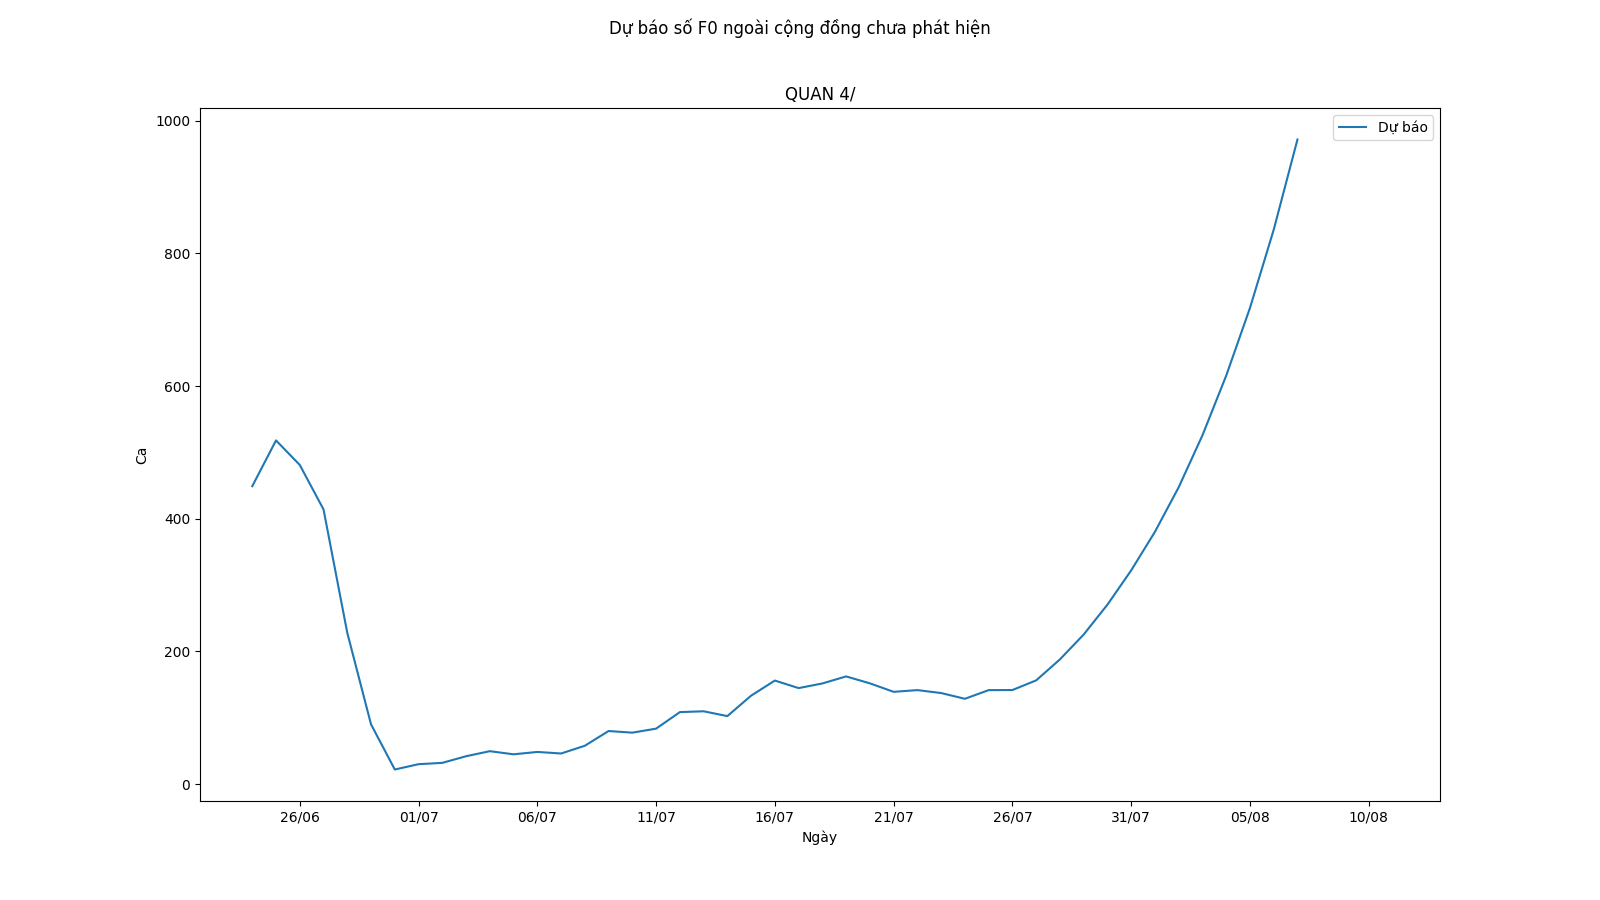 Dự báo số F0 ngoài cộng đồng chưa phát hiện
QUAN 4/
Dự báo
Ca
1000
800
600
400
200
0
26/06 01/07 06/07 11/07 16/07 21/07 26/07 31/07 05/08 10/08
Ngày